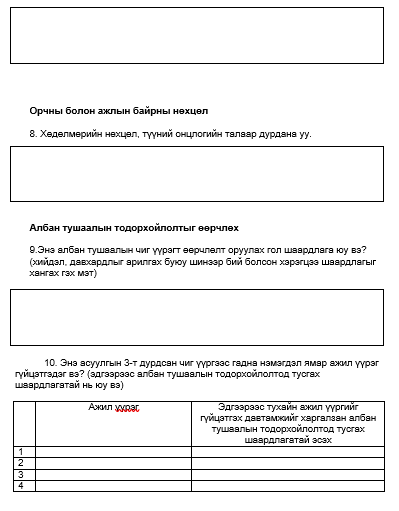 Орчны болон ажлын байрны нөхцөл
8. Хөдөлмөрийн нөхцөл, түүний онцлогийн талаар дурдана уу.
Албан тушаалын тодорхойлолтыг өөрчлөх
9.Энэ албан тушаалын чиг үүрэгт өөрчлөлт оруулах гол шаардлага юу вэ?
(хийдэл, давхардлыг арилгах буюу шинээр бий болсон хэрэгцээ шаардлагыг
хангах гэх мэт)
10. Энэ асуулгын 3-т дурдсан чиг үүргээс гадна нэмэгдэл ямар ажил үүрэг
гүйцэтгэдэг вэ? (эдгээрээс албан тушаалын тодорхойлолтод тусгах
шаардлагатай нь юу вэ)
Ажил үүрэг
Эдгээрээс тухайн ажил үүргийг
гүйцэтгэх давтамжийг харгалзан албан
тушаалын тодорхойлолтод тусгах
шаардлагатай эсэх
1
2
3
4